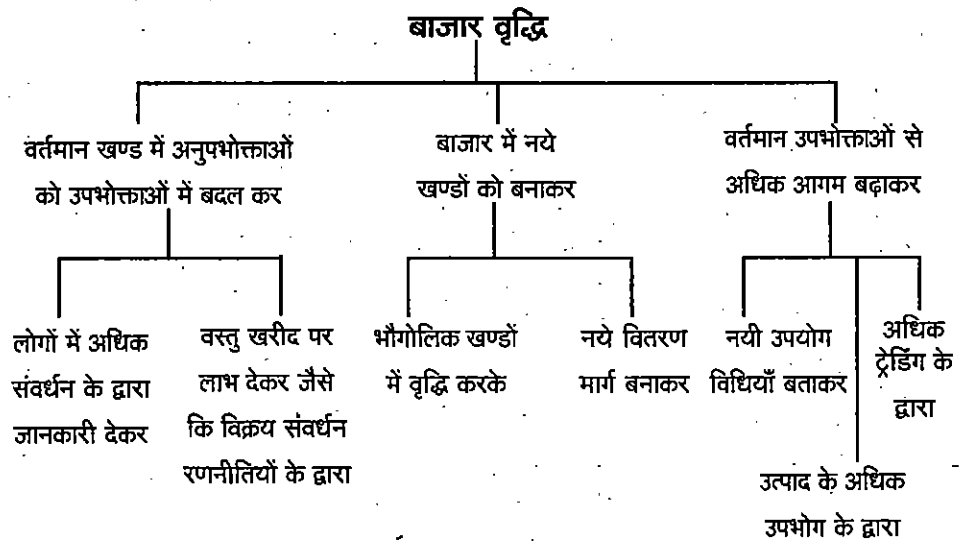 बाजार वृद्धि
वर्तमान खण्ड में अनुपभोक्ताओं
को उपभोक्ताओं में बदल कर
बाजार में नये
खण्डों को बनाकर
वर्तमान उपभोक्ताओं से
अधिक आगम बढ़ाकर
लोगों में अधिक
संवर्धन के द्वारा
जानकारी देकर
वस्तु खरीद पर
लाभ देकर जैसे
कि विक्रय संवर्धन
रणनीतियों के द्वारा
भौगोलिक खण्डों
में वृद्धि करके
नये वितरण
मार्ग बनाकर
नयी उपयोग
विधियाँ बताकर
उत्पाद के अधिक
उपभोग के द्वारा
अधिक
ट्रेडिंग के
द्वारा